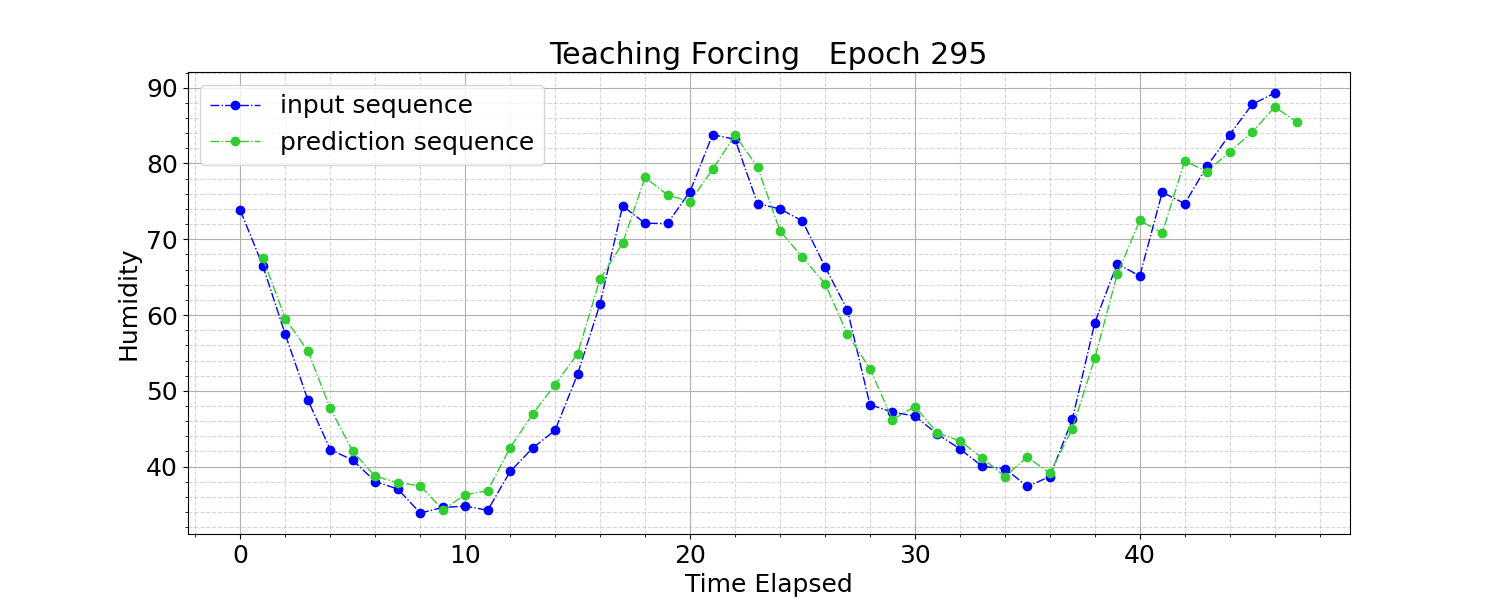 Teaching Forcing   Epoch 295
input sequence
prediction sequence
90
80
70
60
50
40
Humidity
0 10 20 30 40
Time Elapsed